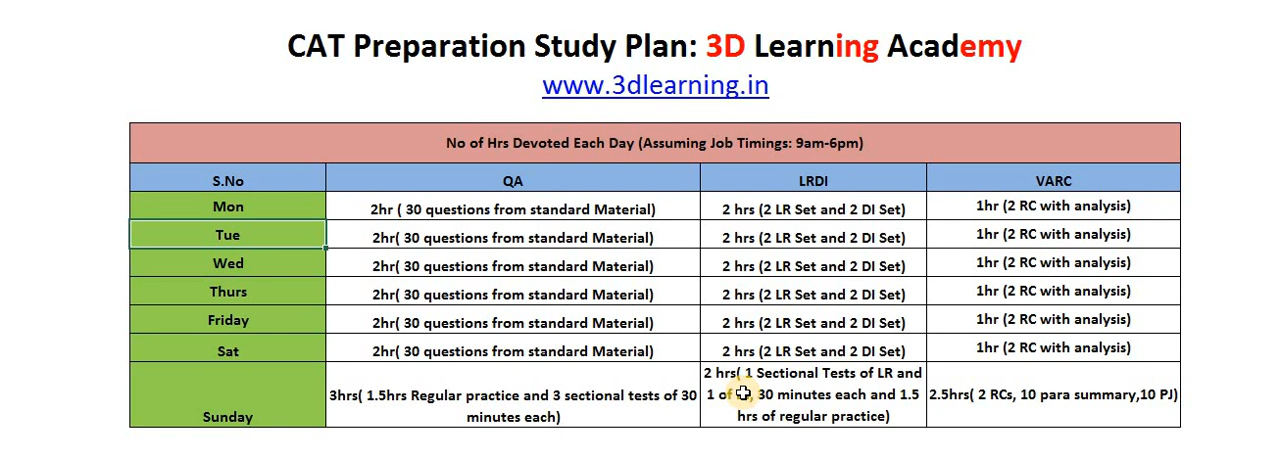 CAT Preparation Study Plan: 3D Learning Academy
www.3dlearning.in
No of Hrs Devoted Each Day (Assuming Job Timings: 9am-6pm)
S.No QA LRDI VARC
Mon 2hr ( 30 questions from standard Material) 2 hrs (2 LR Set and 2 DI Set) 1hr (2 RC with analysis)
Tue 2hr( 30 questions from standard Material) 2 hrs (2 LR Set and 2 DI Set) 1hr (2 RC with analysis)
Wed 2hr( 30 questions from standard Material) 2 hrs (2 LR Set and 2 DI Set) 1hr (2 RC with analysis)
Thurs 2hr( 30 questions from standard Material) 2 hrs (2 LR Set and 2 DI Set) 1hr (2 RC with analysis)
Friday 2hr( 30 questions from standard Material) 2 hrs (2 LR Set and 2 DI Set) 1hr (2 RC with analysis)
Sat 2hr( 30 questions from standard Material) 2 hrs (2 LR Set and 2 DI Set) 1hr (2 RC with analysis)
Sunday 3hrs( 1.5hrs Regular practice and 3 sectional tests of 30
minutes each)
2 hrs( 1 Sectional Tests of LR and
1 of 30 minutes each and 1.5
hrs of regular practice)
2.5hrs( 2 RCs, 10 para summary,10 PJ)